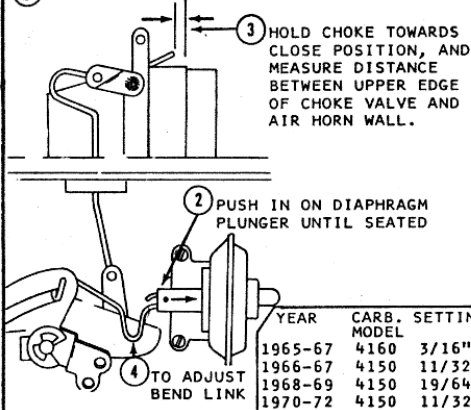 3 HOLD CHOKE TOWARDS
CLOSE POSITION, AND
MEASURE DISTANCE
BETWEEN UPPER EDGE
OF CHOKE VALVE AND
AIR HORN WALL.
2 PUSH IN ON DIAPHRAGM
PLUNGER UNTIL SEATED
4 TO ADJUST
BEND LINK
YEAR CARB. SETTIN
MODEL
1965-67 4160 3/16"
1966-67 4150 11/32
1968-69 4150 19/64
1970-72 4150 11/32